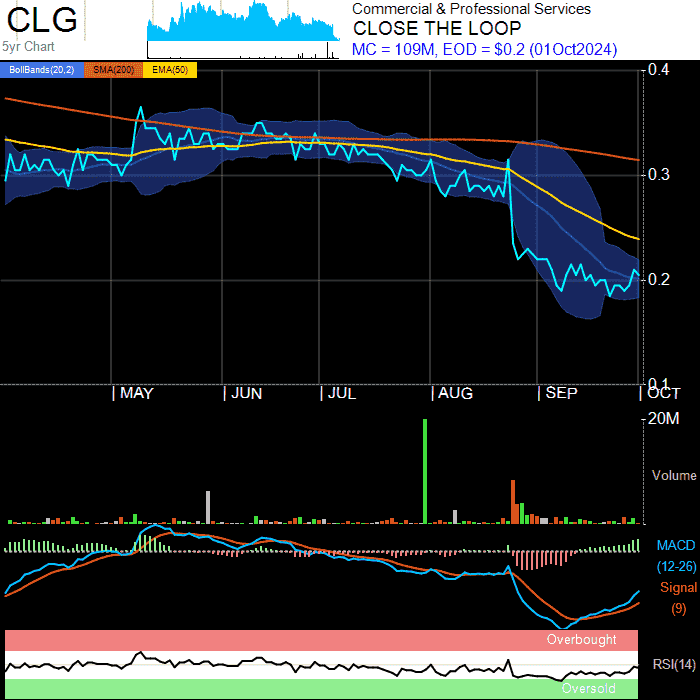 CLG
5yr Chart
Commercial & Professional Services
CLOSE THE LOOP
MC = 109M, EOD = $0.2 (01Oct2024)
BollBands(20,2) SMA(200) EMA(50)
0.4
0.3
0.2
0.1
MAY JUN JUL AUG SEP OCT
20M
Volume
MACD
(12-26)
Signal
(9)
Overbought
RSI(14)
Oversold